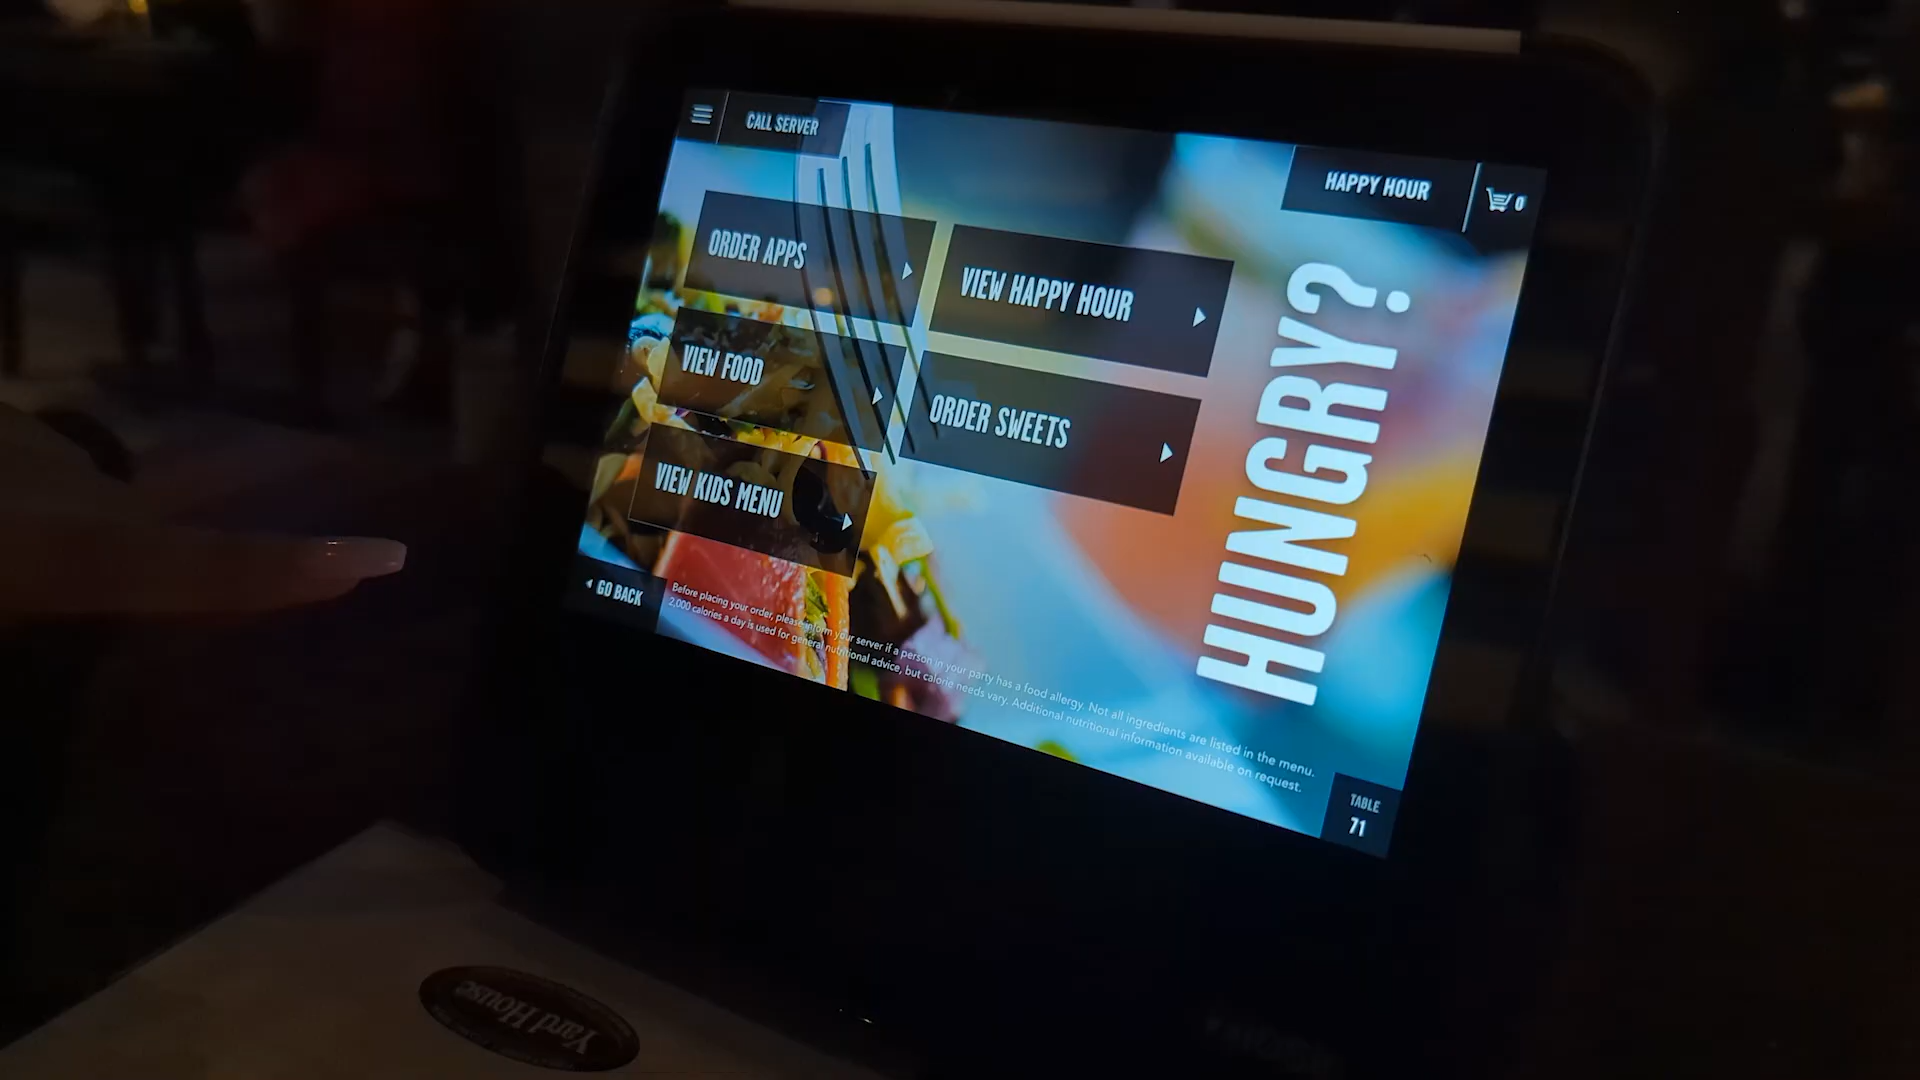 CALL SERVER
HAPPY HOUR
0
ORDER APPS
VIEW HAPPY HOUR
VIEW FOOD
ORDER SWEETS
VIEW KIDS MENU
HUNGRY?
GO BACK
Before placing your order, please inform your server if a person in your party has a food allergy. Not all ingredients are listed in the menu.
2,000 calories a day is used for general nutritional advice, but calorie needs vary. Additional nutritional information available on request.
TABLE
71
Yard House